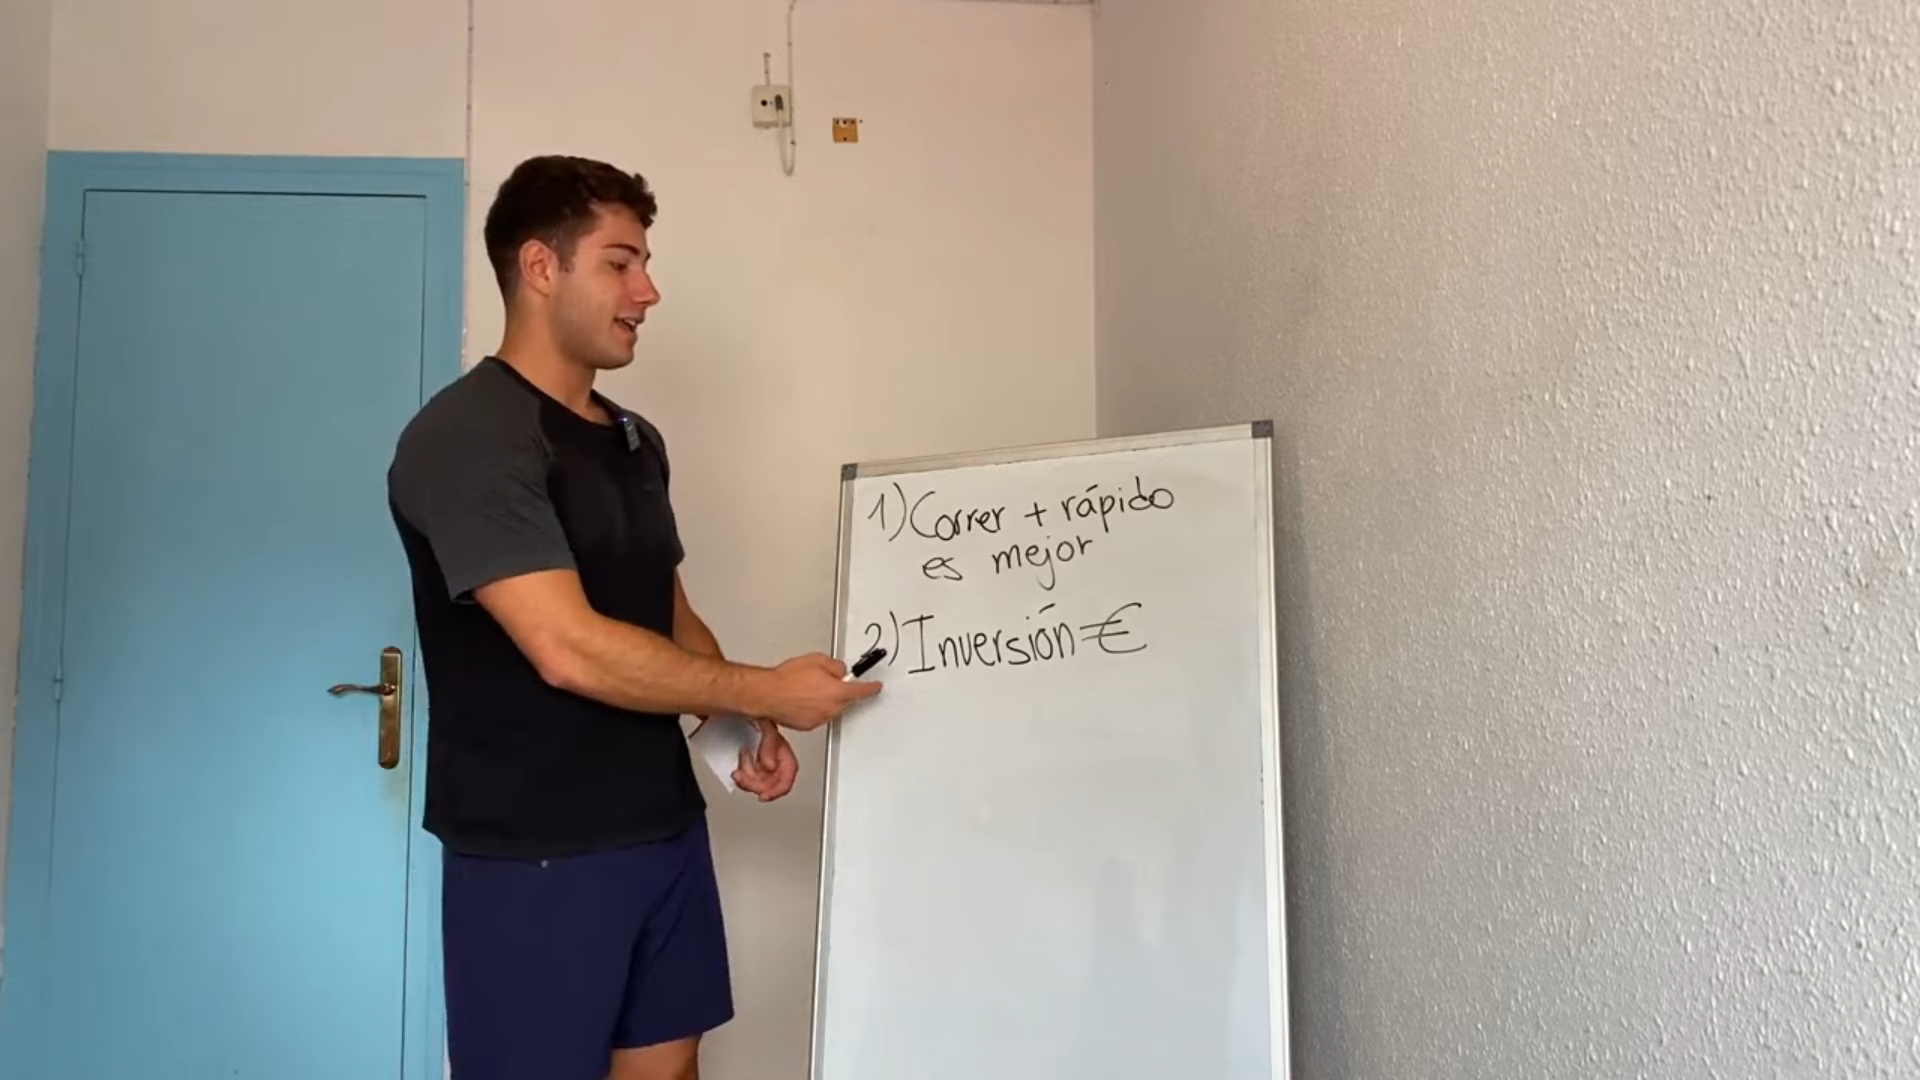 1) Correr + rápido
es mejor
2) Inversión = €